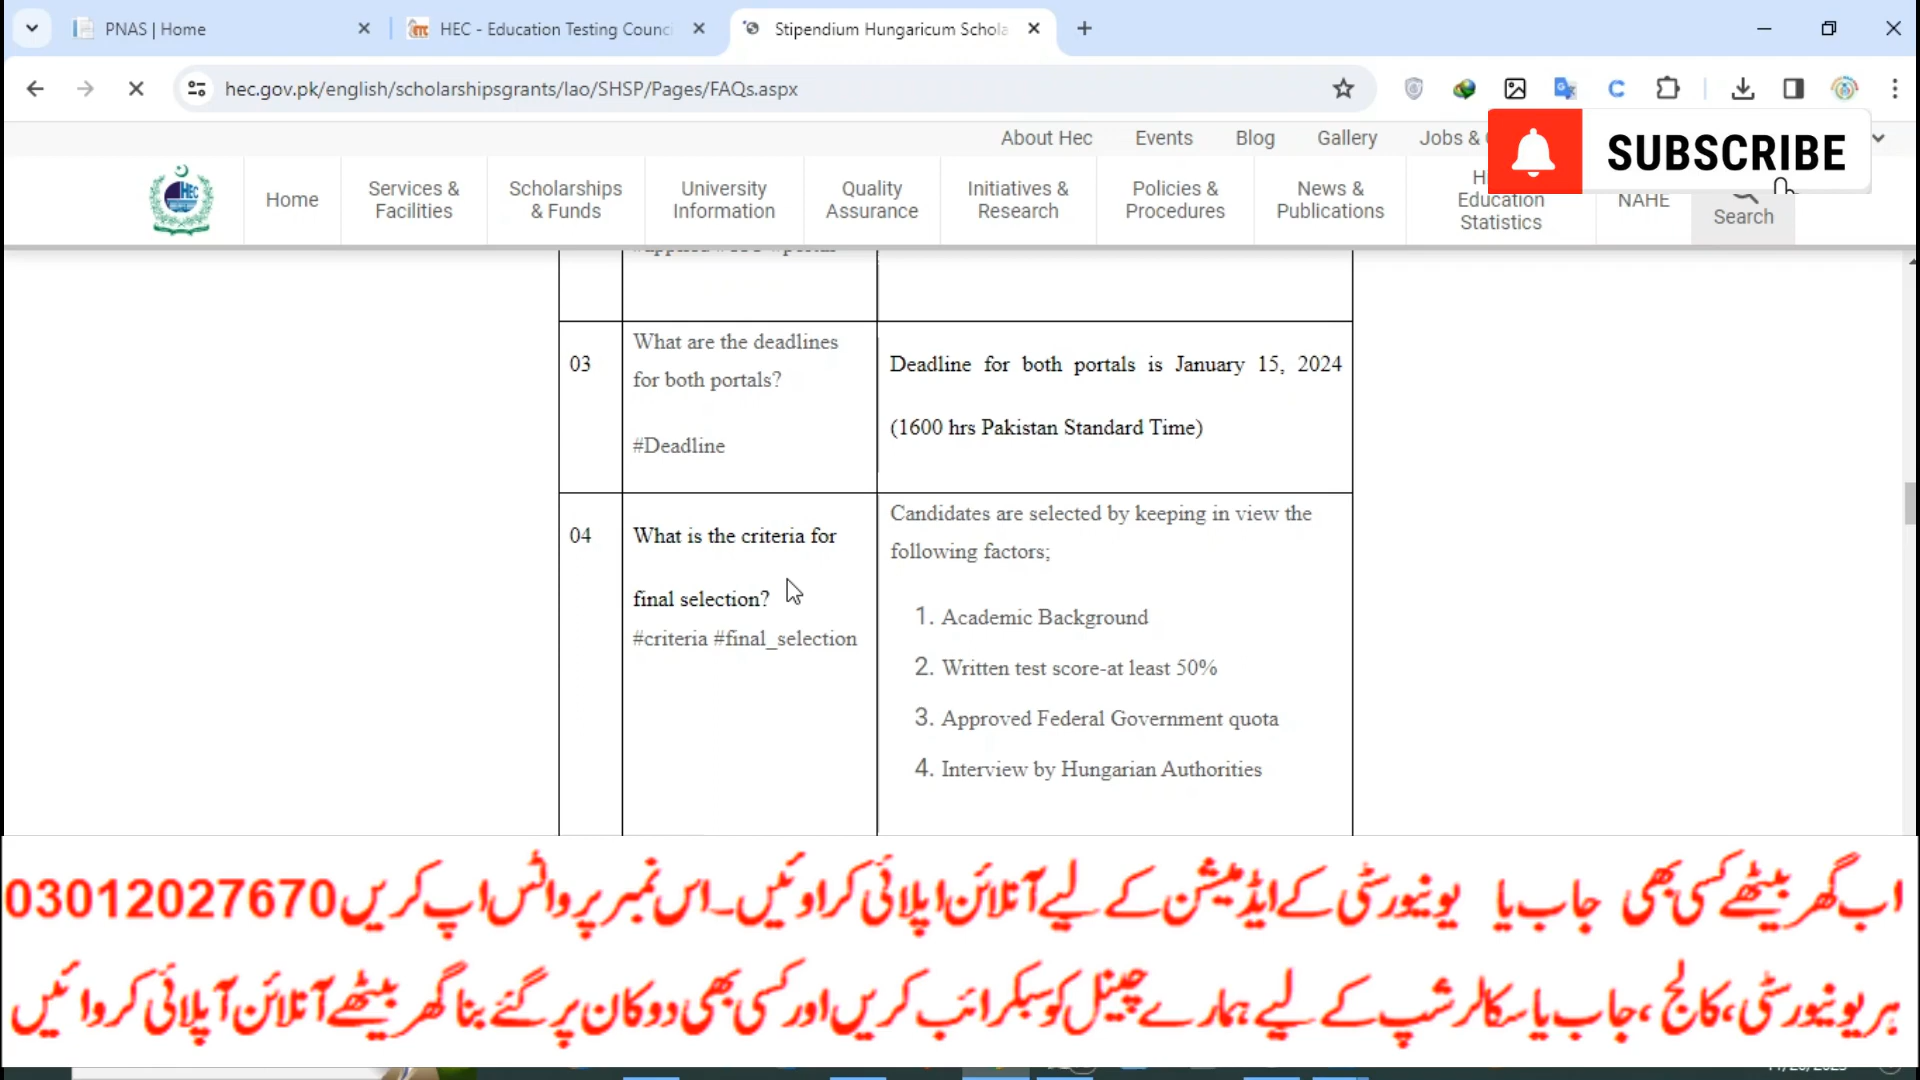 PNAS | Home
HEC - Education Testing Counc
Stipendium Hungaricum Schola
hec.gov.pk/english/scholarshipsgrants/lao/SHSP/Pages/FAQs.aspx
About Hec Events Blog Gallery Jobs &
SUBSCRIBE
HEC
Home
Services & Facilities
Scholarships & Funds
University Information
Quality Assurance
Initiatives & Research
Policies & Procedures
News & Publications
Education Statistics
NAHE
Search
03
What are the deadlines
for both portals?
#Deadline
Deadline for both portals is January 15, 2024
(1600 hrs Pakistan Standard Time)
04
What is the criteria for
final selection?
#criteria #final_selection
Candidates are selected by keeping in view the
following factors;
1. Academic Background
2. Written test score-at least 50%
3. Approved Federal Government quota
4. Interview by Hungarian Authorities
اب گھر بیٹھے کسی بھی جاب یا یونیورسٹی کے ایڈمیشن کے لیے آنلائن اپلائی کراوئیں۔اس نمبر پر واٹس اپ کریں 03012027670
ہر یونیورسٹی، کالج ، جاب یا سکالرشپ کے لیے ہمارے چینل کو سبکرائب کریں اور کسی بھی دوکان پر گئے بنا گھر بیٹھے آنلائن آپلائی کروائیں